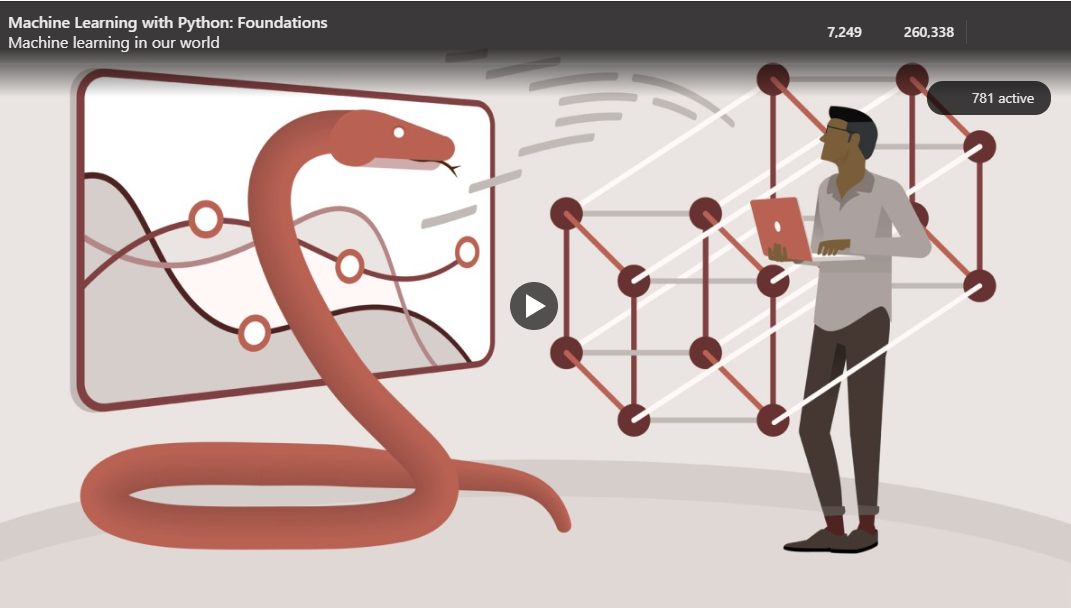 Machine Learning with Python: Foundations
Machine learning in our world
7,249
260,338
781 active